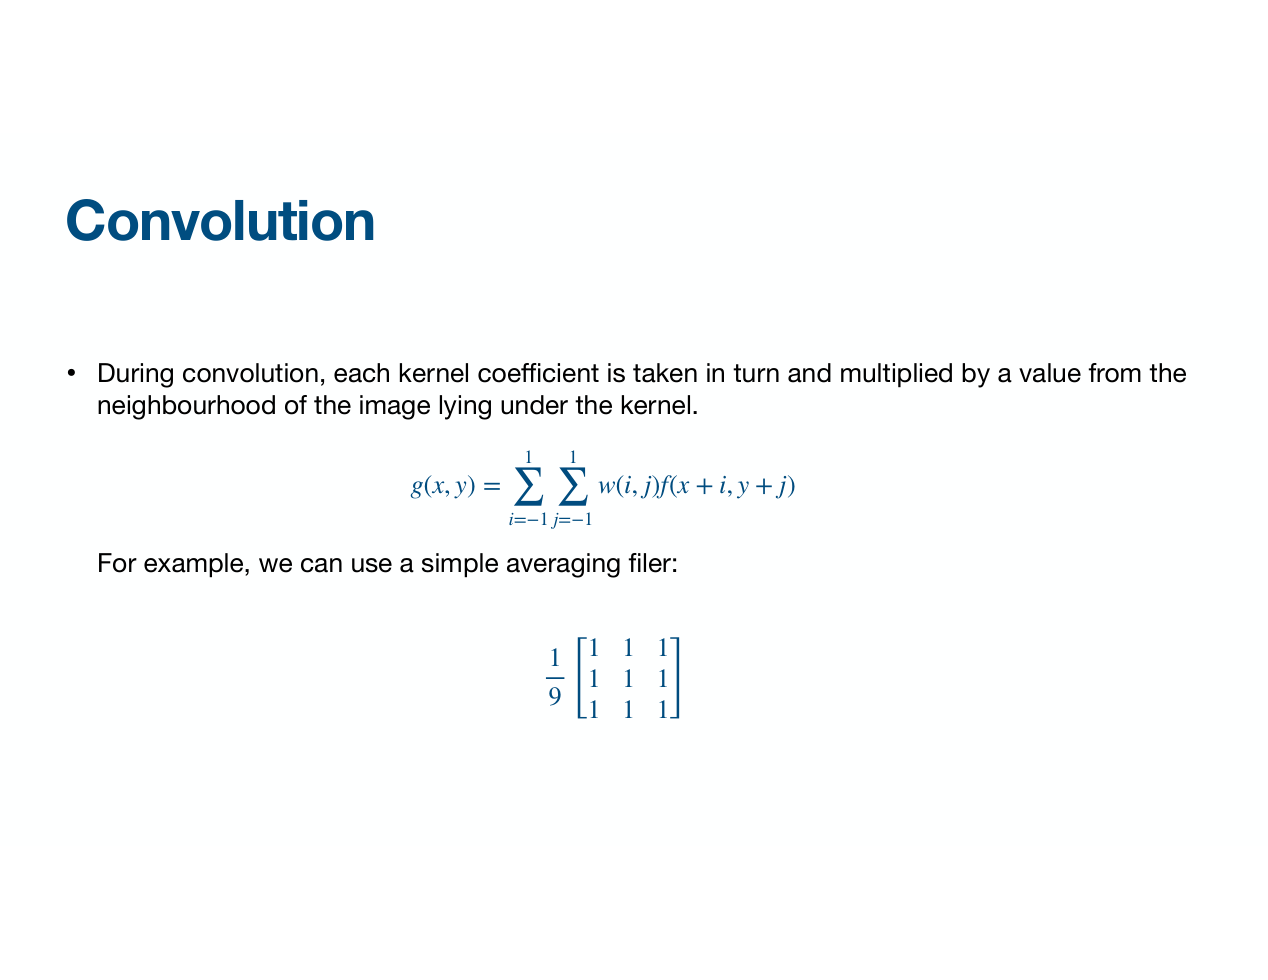 Convolution
• During convolution, each kernel coefficient is taken in turn and multiplied by a value from the
neighbourhood of the image lying under the kernel.
g(x, y) = ∑_{i=−1}^{1} ∑_{j=−1}^{1} w(i, j)f(x + i, y + j)
For example, we can use a simple averaging filer:
1/9 [1 1 1
1 1 1
1 1 1]